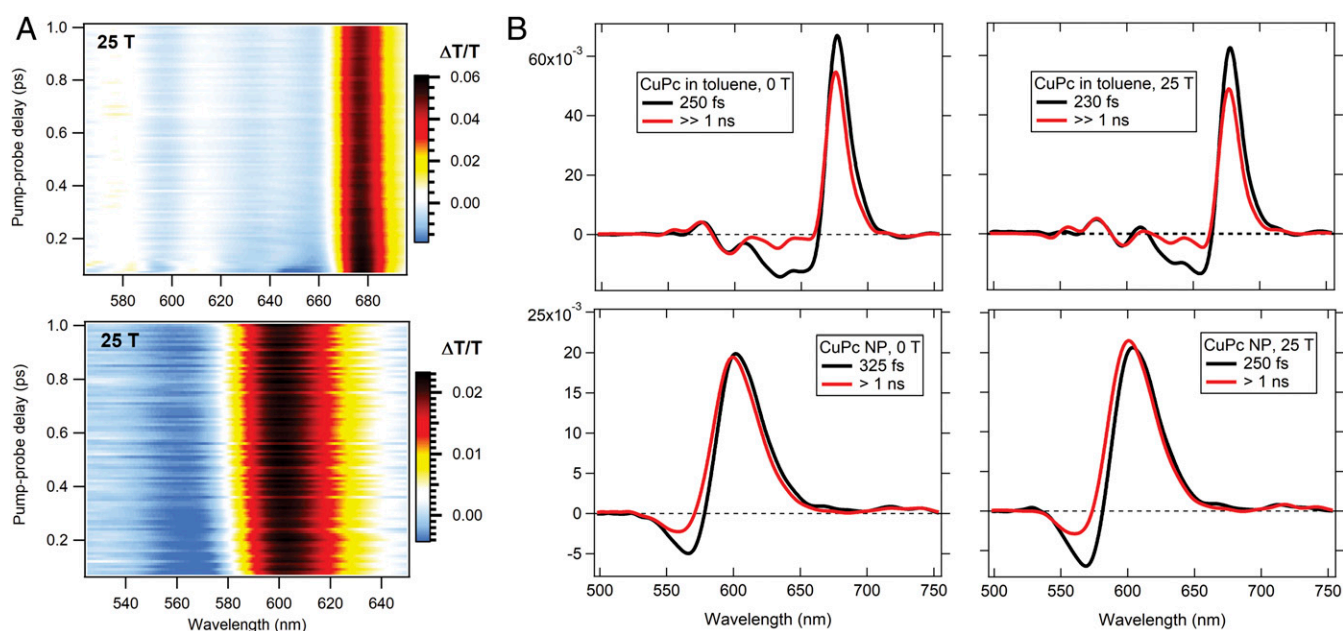 A
25 T
ΔT/T
Pump-probe delay (ps)
1.0
0.8
0.6
0.4
0.2
0.06
0.04
0.02
0.00
580 600 620 640 660 680
25 T
ΔT/T
Pump-probe delay (ps)
1.0
0.8
0.6
0.4
0.2
0.02
0.01
0.00
540 560 580 600 620 640
Wavelength (nm)
B
60x10-3
40
20
0
CuPc in toluene, 0 T
250 fs
>> 1 ns
CuPc in toluene, 25 T
230 fs
>> 1 ns
25x10-3
20
15
10
5
0
-5
CuPc NP, 0 T
325 fs
> 1 ns
500 550 600 650 700 750
Wavelength (nm)
CuPc NP, 25 T
250 fs
> 1 ns
500 550 600 650 700 750
Wavelength (nm)